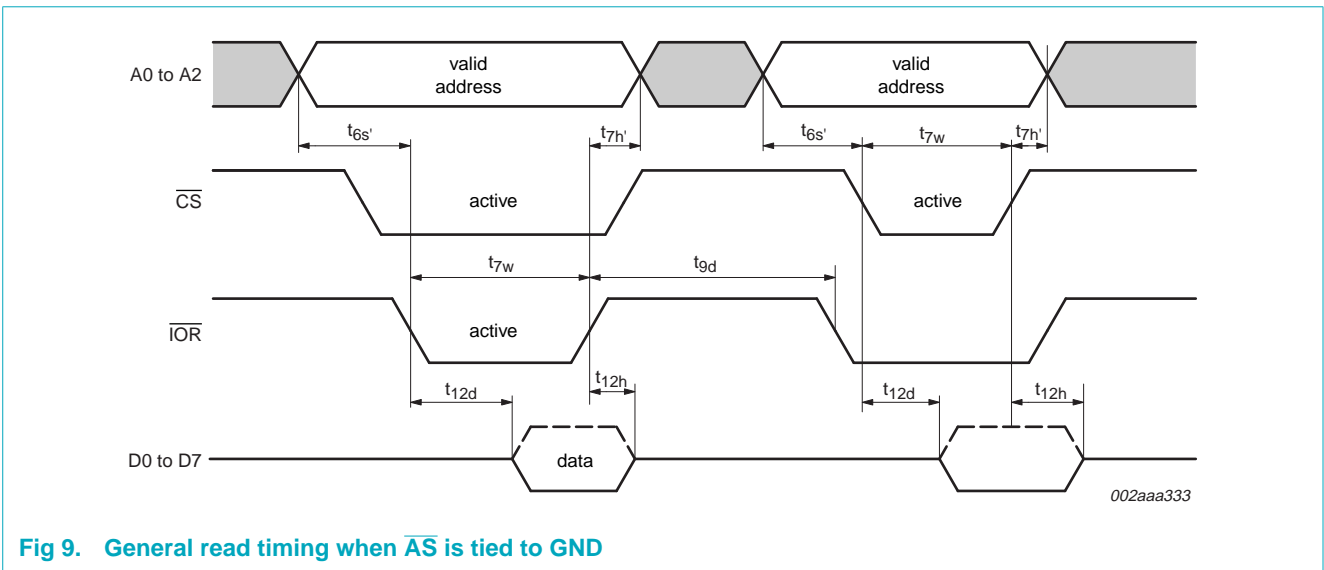 A0 to A2
valid
address
valid
address
t6s'
t7h'
t6s'
t7w
t7h'
CS
active
active
t7w
t9d
IOR
active
t12d
t12h
t12d
t12h
D0 to D7
data
002aaa333
Fig 9. General read timing when AS is tied to GND